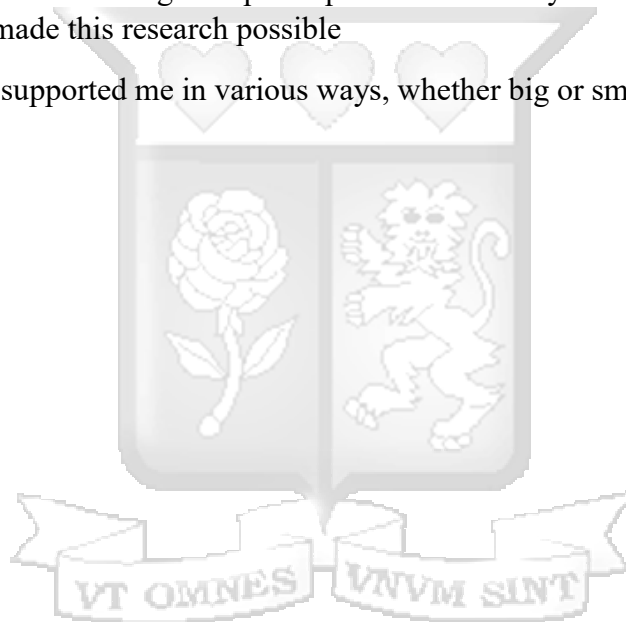 made this research possible
supported me in various ways, whether big or sm
VT OMNES VNVM SINT